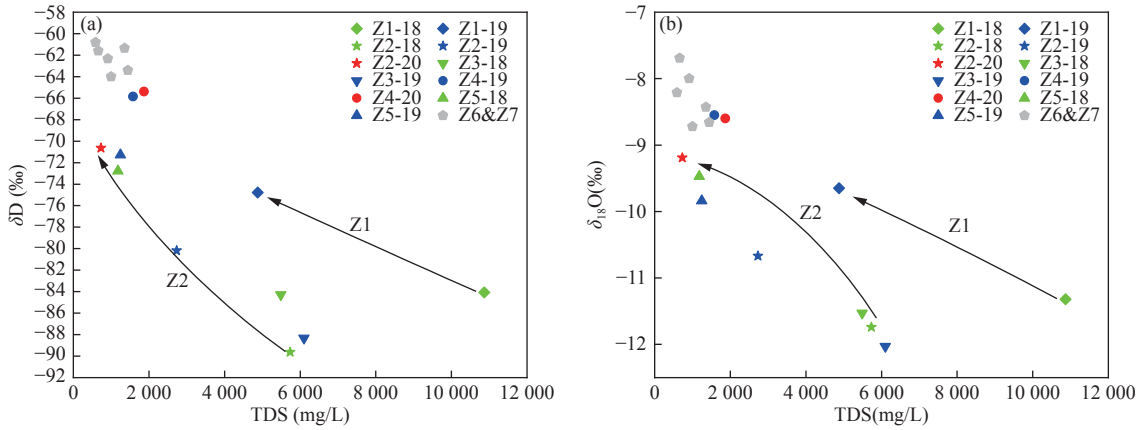 (a)
Z1-18 Z1-19
Z2-18 Z2-19
Z2-20 Z3-18
Z3-19 Z4-19
Z4-20 Z5-18
Z5-19 Z6&Z7
−58
−60
−62
−64
−66
−68
−70
−72
−74
−76
−78
−80
−82
−84
−86
−88
−90
−92
δD (‰)
Z1
Z2
0 2 000 4 000 6 000 8 000 10 000 12 000
TDS (mg/L)
(b)
Z1-18 Z1-19
Z2-18 Z2-19
Z2-20 Z3-18
Z3-19 Z4-19
Z4-20 Z5-18
Z5-19 Z6&Z7
−7
−8
−9
−10
−11
−12
δ₁₈O(‰)
Z2
Z1
0 2 000 4 000 6 000 8 000 10 000 12 000
TDS(mg/L)